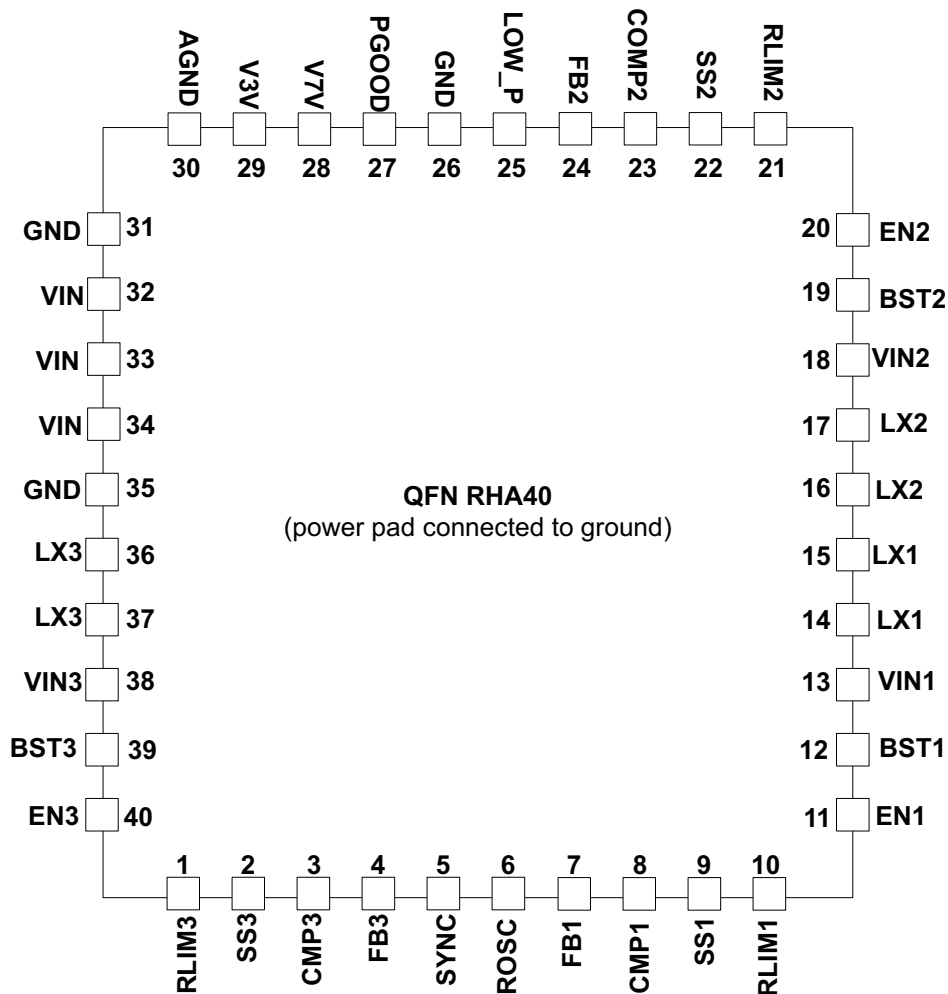 AGND
V3V
V7V
PGOOD
GND
LOW_P
FB2
COMP2
SS2
RLIM2
30
29
28
27
26
25
24
23
22
21
GND 31
20 EN2
VIN 32
19 BST2
VIN 33
18 VIN2
VIN 34
17 LX2
GND 35
16 LX2
QFN RHA40
(power pad connected to ground)
LX3 36
15 LX1
LX3 37
14 LX1
VIN3 38
13 VIN1
BST3 39
12 BST1
EN3 40
11 EN1
1
2
3
4
5
6
7
8
9
10
RLIM3
SS3
CMP3
FB3
SYNC
ROSC
FB1
CMP1
SS1
RLIM1